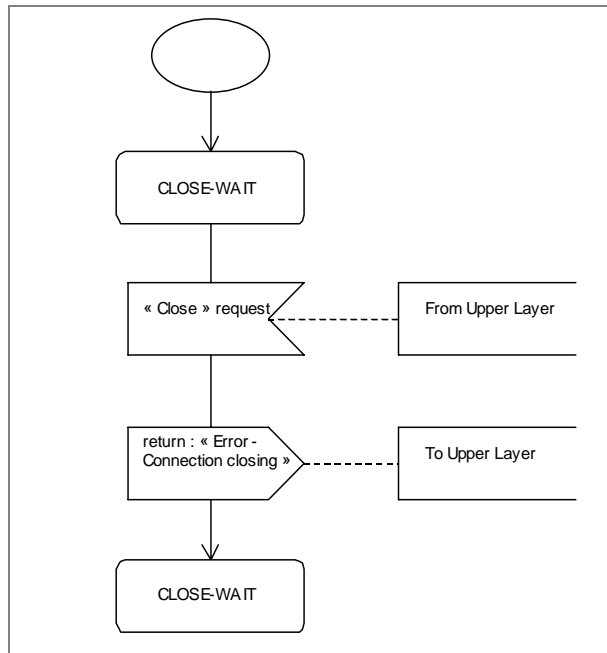 CLOSE-WAIT
« Close » request
From Upper Layer
return : « Error -
Connection closing »
To Upper Layer
CLOSE-WAIT